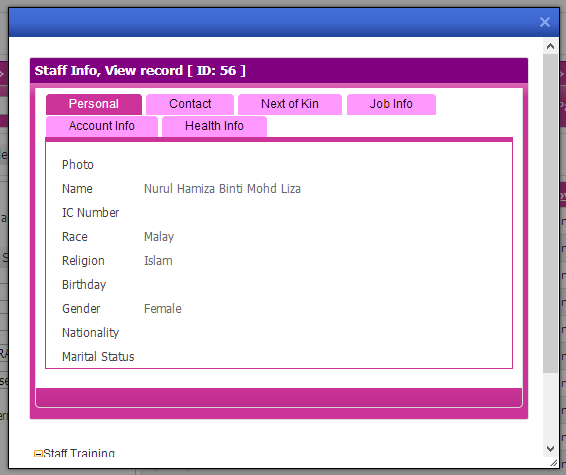 Staff Info, View record [ ID: 56 ]
Personal Contact Next of Kin Job Info
Account Info Health Info
Photo
Name Nurul Hamiza Binti Mohd Liza
IC Number
Race Malay
Religion Islam
Birthday
Gender Female
Nationality
Marital Status
Staff Training